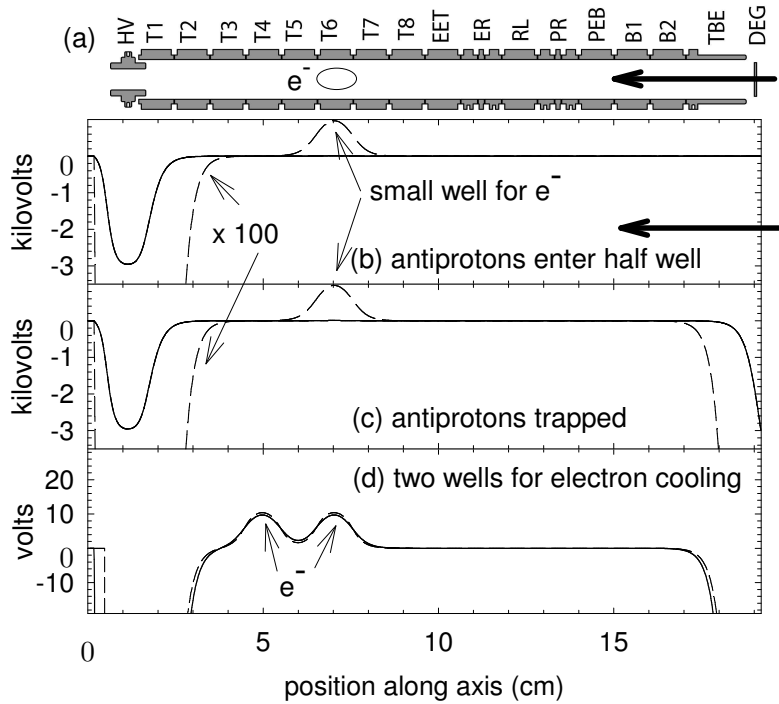 (a) HV T1 T2 T3 T4 T5 T6 T7 T8 EET ER RL PR PEB B1 B2 TBE DEG
e-
kilovolts
0
-1
-2
-3
small well for e-
x 100
(b) antiprotons enter half well
kilovolts
0
-1
-2
-3
(c) antiprotons trapped
volts
20
10
0
-10
(d) two wells for electron cooling
e-
0 5 10 15
position along axis (cm)